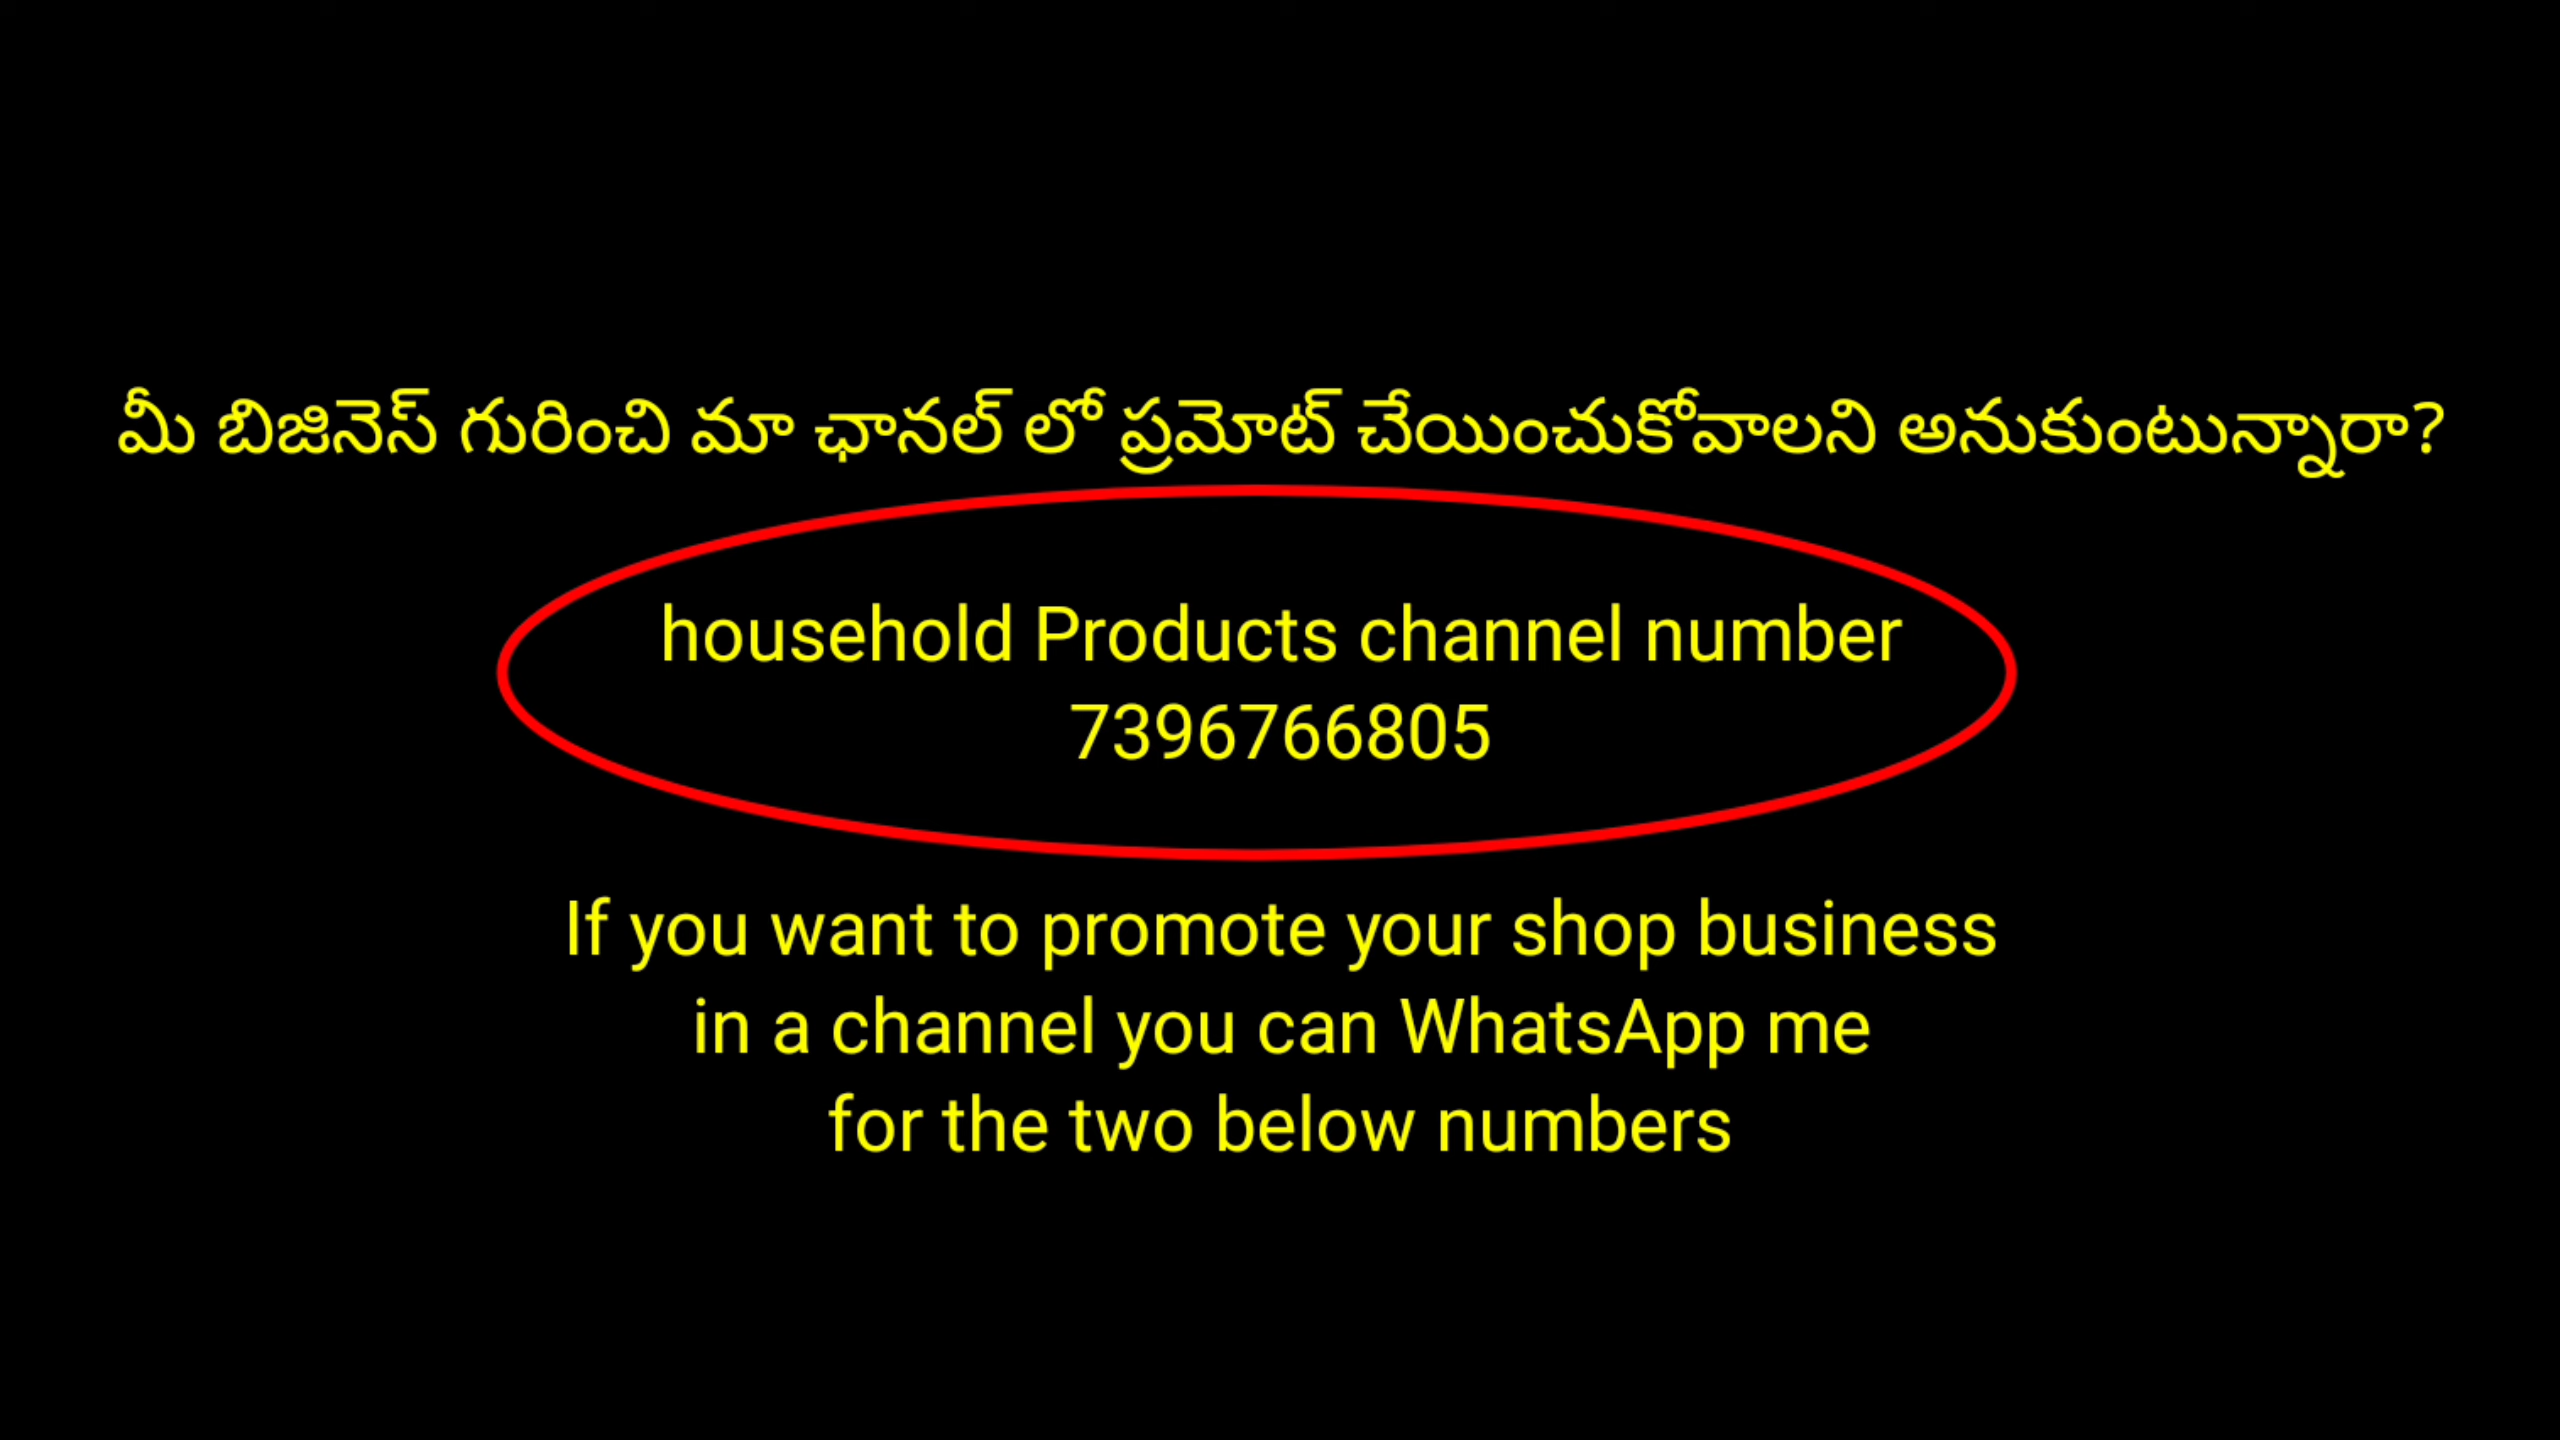 మీ బిజినెస్ గురించి మా ఛానల్ లో ప్రమోట్ చేయించుకోవాలని అనుకుంటున్నారా?
household Products channel number
7396766805
If you want to promote your shop business
in a channel you can WhatsApp me
for the two below numbers